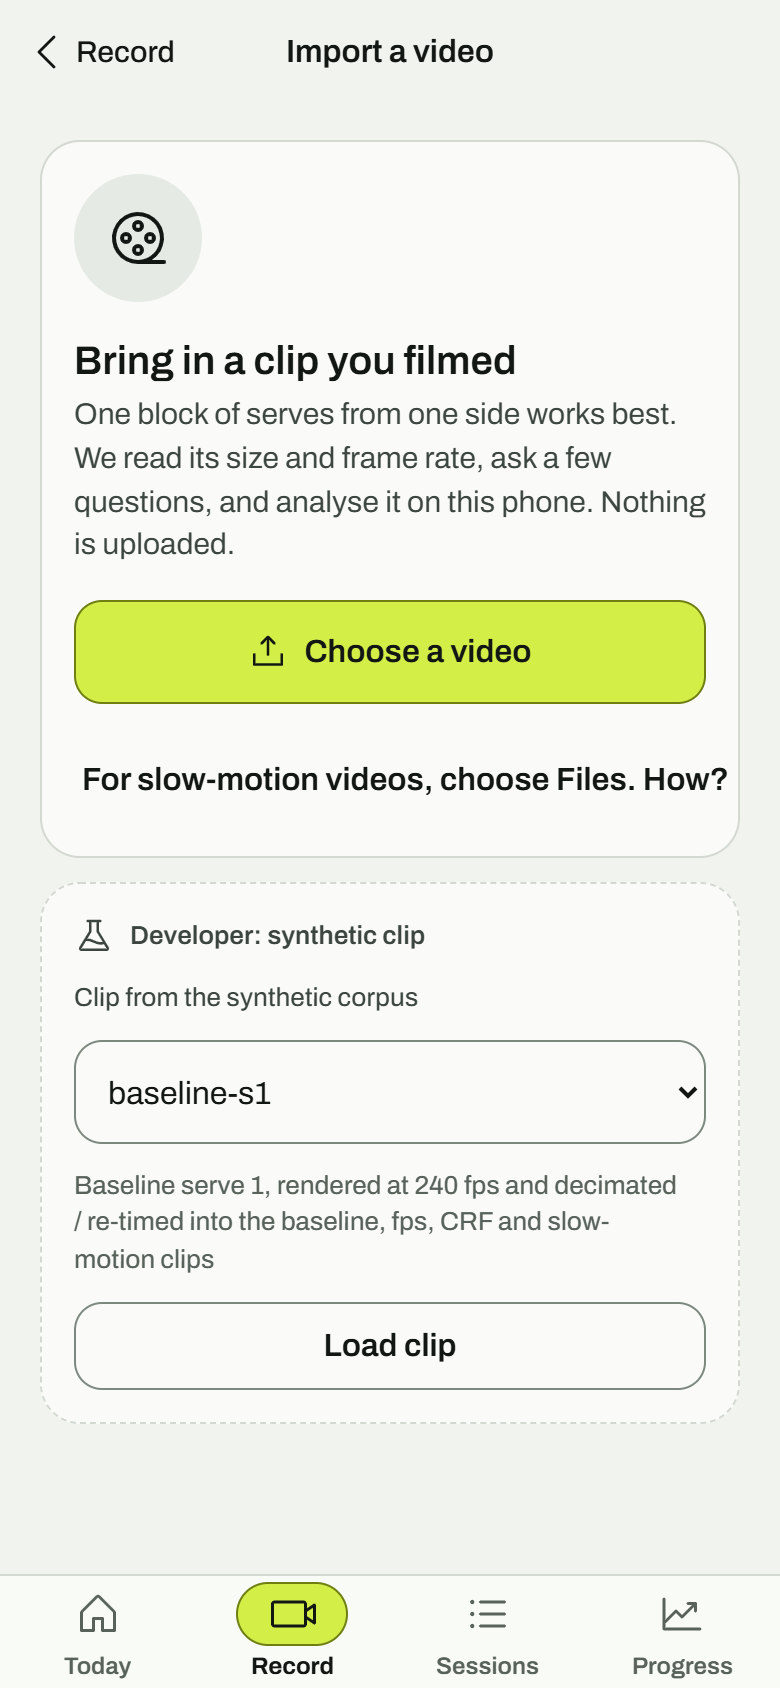 Record
Import a video
Bring in a clip you filmed
One block of serves from one side works best.
We read its size and frame rate, ask a few
questions, and analyse it on this phone. Nothing
is uploaded.
Choose a video
For slow-motion videos, choose Files. How?
Developer: synthetic clip
Clip from the synthetic corpus
baseline-s1
Baseline serve 1, rendered at 240 fps and decimated
/ re-timed into the baseline, fps, CRF and slow-
motion clips
Load clip
Today
Record
Sessions
Progress